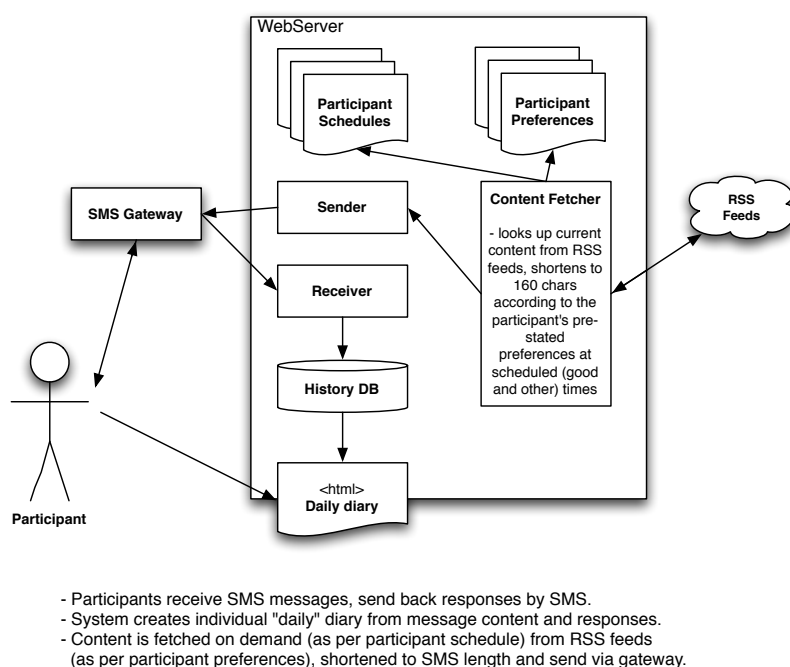 WebServer
Participant
Schedules
Participant
Preferences
SMS Gateway
Sender
Content Fetcher
- looks up current
content from RSS
feeds, shortens to
160 chars
according to the
participant's pre-
stated
preferences at
scheduled (good
and other) times
RSS
Feeds
Receiver
History DB
<html>
Daily diary
Participant
- Participants receive SMS messages, send back responses by SMS.
- System creates individual "daily" diary from message content and responses.
- Content is fetched on demand (as per participant schedule) from RSS feeds
(as per participant preferences), shortened to SMS length and send via gateway.